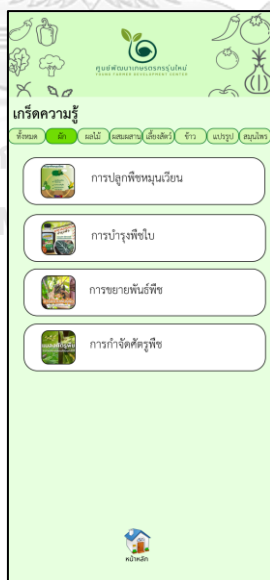 ศูนย์พัฒนาเกษตรกรรุ่นใหม่
YOUNG FARMER DEVELOPMENT CENTER
เกร็ดความรู้
ทั้งหมด ผัก ผลไม้ ผสมผสาน เลี้ยงสัตว์ ข้าว แปรรูป สมุนไพร
การปลูกพืชหมุนเวียน
การบำรุงพืชใบ
การขยายพันธ์พืช
การกำจัดศัตรูพืช
หน้าหลัก